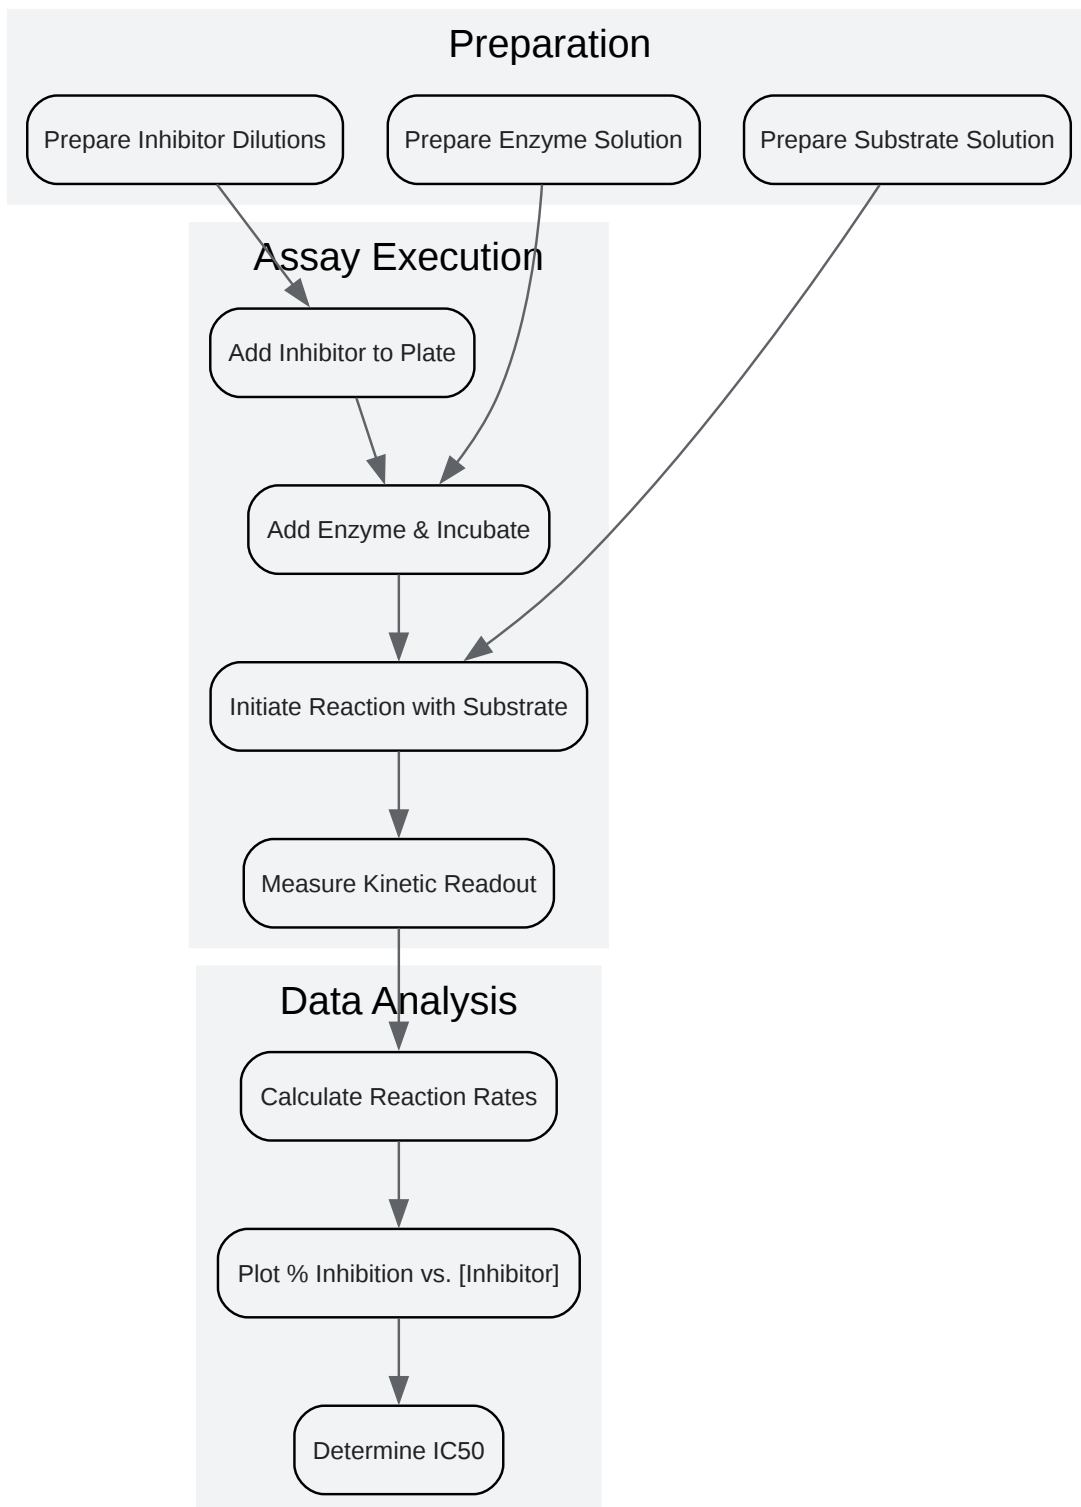 Preparation
Prepare Inhibitor Dilutions
Prepare Enzyme Solution
Prepare Substrate Solution
Assay Execution
Add Inhibitor to Plate
Add Enzyme & Incubate
Initiate Reaction with Substrate
Measure Kinetic Readout
Data Analysis
Calculate Reaction Rates
Plot % Inhibition vs. [Inhibitor]
Determine IC50